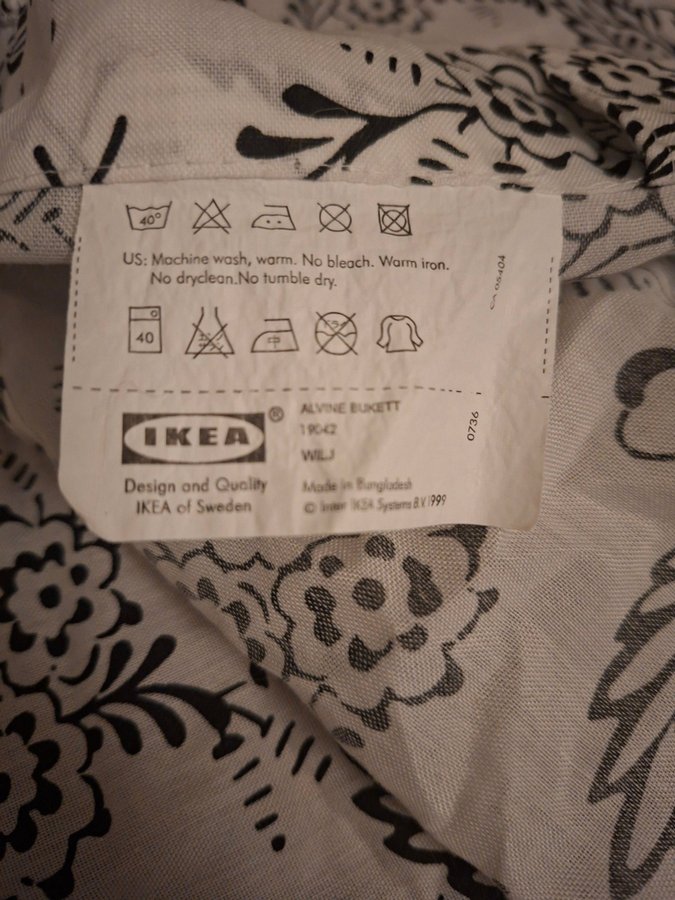 40°
US: Machine wash, warm. No bleach. Warm iron.
No dryclean.No tumble dry.
40
中
IKEA®
Design and Quality
IKEA of Sweden
ALVINE BUKETT
19042
Made in Bangladesh
© Inter IKEA Systems B.V.1999
0736